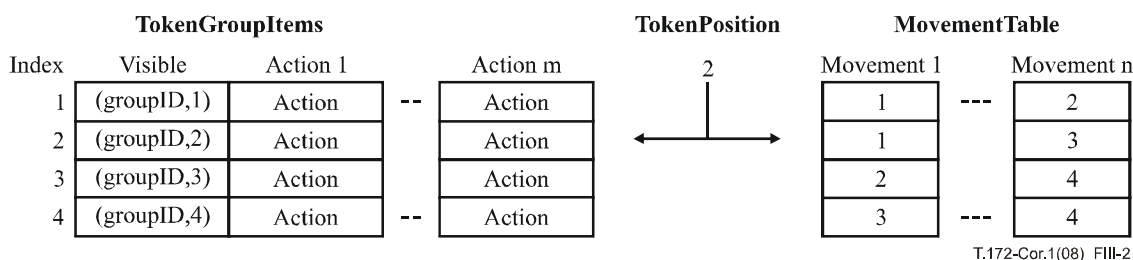 TokenGroupItems TokenPosition MovementTable
Index Visible Action 1 Action m 2 Movement 1 Movement n
1 (groupID,1) Action -- Action 1 --- 2
2 (groupID,2) Action Action 1 3
3 (groupID,3) Action Action 2 4
4 (groupID,4) Action -- Action 3 --- 4
T.172-Cor.1(08)_FIII-2